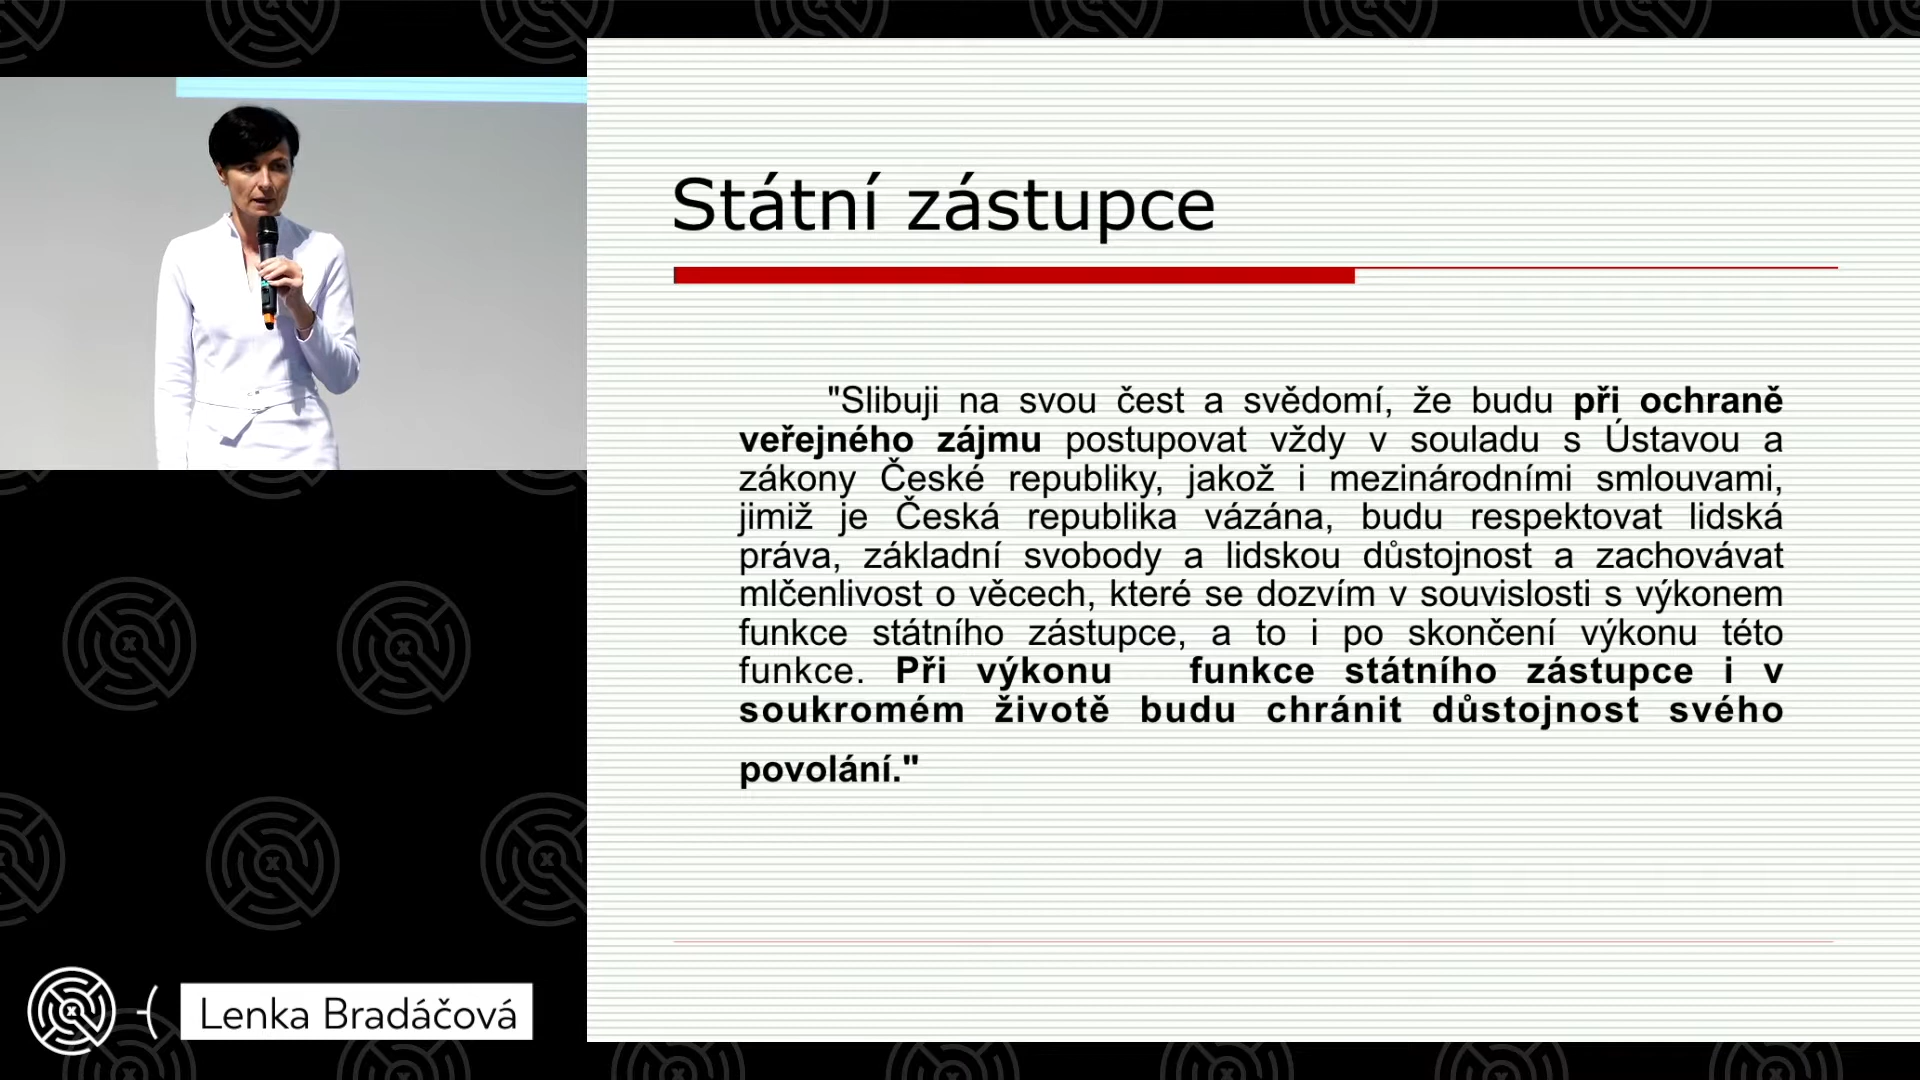 Státní zástupce
"Slibuji na svou čest a svědomí, že budu při ochraně
veřejného zájmu postupovat vždy v souladu s Ústavou a
zákony České republiky, jakož i mezinárodními smlouvami,
jimiž je Česká republika vázána, budu respektovat lidská
práva, základní svobody a lidskou důstojnost a zachovávat
mlčenlivost o věcech, které se dozvím v souvislosti s výkonem
funkce státního zástupce, a to i po skončení výkonu této
funkce. Při výkonu funkce státního zástupce i v
soukromém životě budu chránit důstojnost svého
povolání."
Lenka Bradáčová